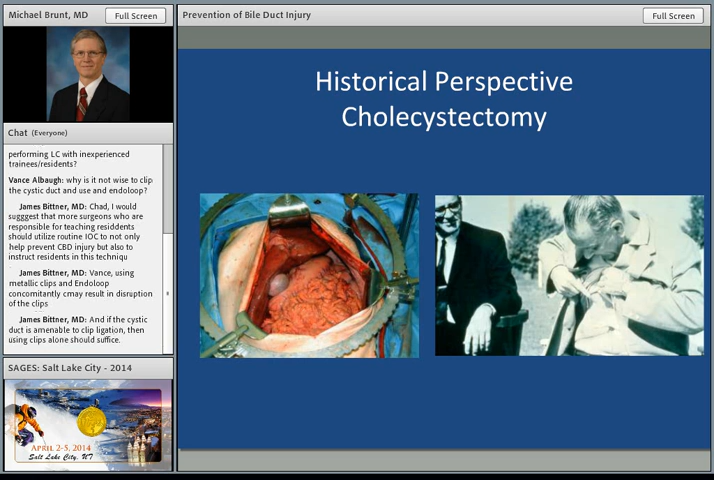 Michael Brunt, MD
Full Screen
Chat (Everyone)
performing LC with inexperienced
trainees/residents?
Vance Albaugh: why is it not wise to clip
the cystic duct and use and endoloop?
James Bittner, MD: Chad, I would
sugggest that more surgeons who are
responsible for teaching residdents
should utilize routine IOC to not only
help prevent CBD injury but also to
instruct residents in this techniqu
James Bittner, MD: Vance, using
metallic clips and Endoloop
concomitantly cmay result in disruption
of the clips
James Bittner, MD: And if the cystic
duct is amenable to clip ligation, then
using clips alone should suffice.
SAGES: Salt Lake City - 2014
APRIL 2-5, 2014
Salt Lake City, UT
Prevention of Bile Duct Injury
Full Screen
Historical Perspective
Cholecystectomy